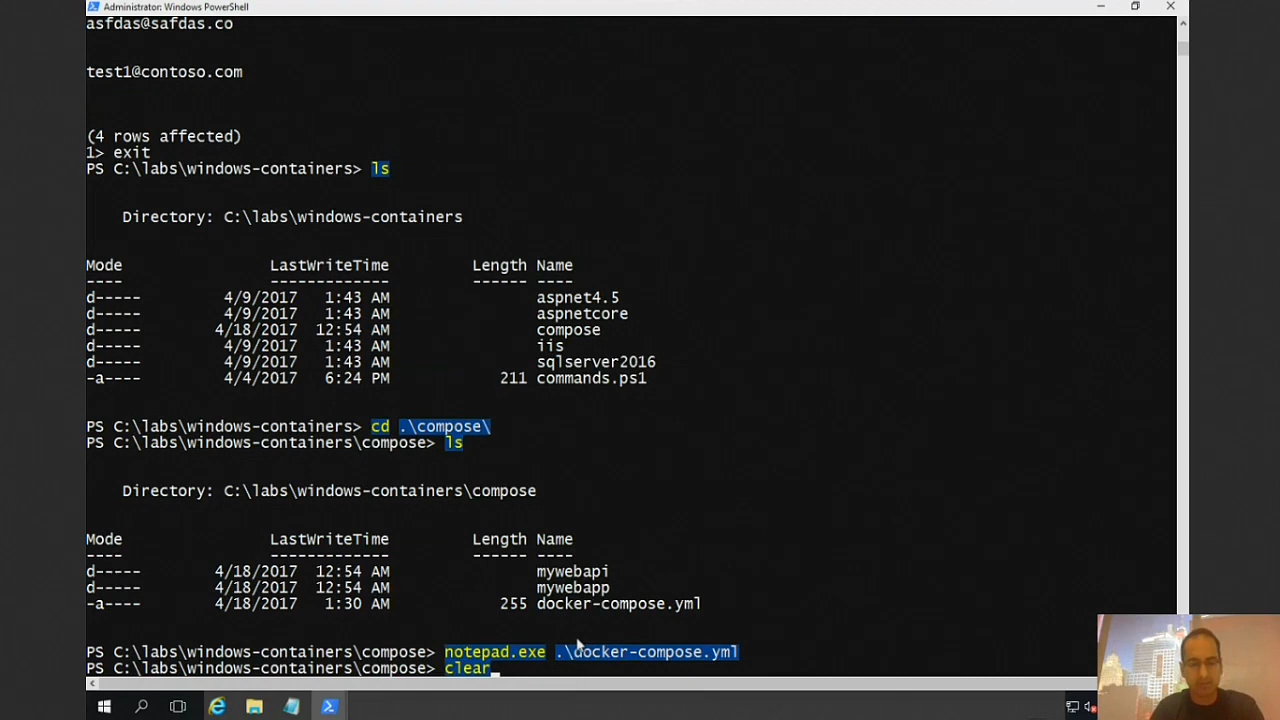 Administrator: Windows PowerShell
asfdas@safdas.co
test1@contoso.com
(4 rows affected)
1> exit
PS C:\labs\windows-containers> ls
Directory: C:\labs\windows-containers
Mode LastWriteTime Length Name
---- ------------- ------ ----
d----- 4/9/2017 1:43 AM aspnet4.5
d----- 4/9/2017 1:43 AM aspnetcore
d----- 4/18/2017 12:54 AM compose
d----- 4/9/2017 1:43 AM iis
d----- 4/9/2017 1:43 AM sqlserver2016
-a---- 4/4/2017 6:24 PM 211 commands.ps1
PS C:\labs\windows-containers> cd .\compose\
PS C:\labs\windows-containers\compose> ls
Directory: C:\labs\windows-containers\compose
Mode LastWriteTime Length Name
---- ------------- ------ ----
d----- 4/18/2017 12:54 AM mywebapi
d----- 4/18/2017 12:54 AM mywebapp
-a---- 4/18/2017 1:30 AM 255 docker-compose.yml
PS C:\labs\windows-containers\compose> notepad.exe .\docker-compose.yml
PS C:\labs\windows-containers\compose> clear